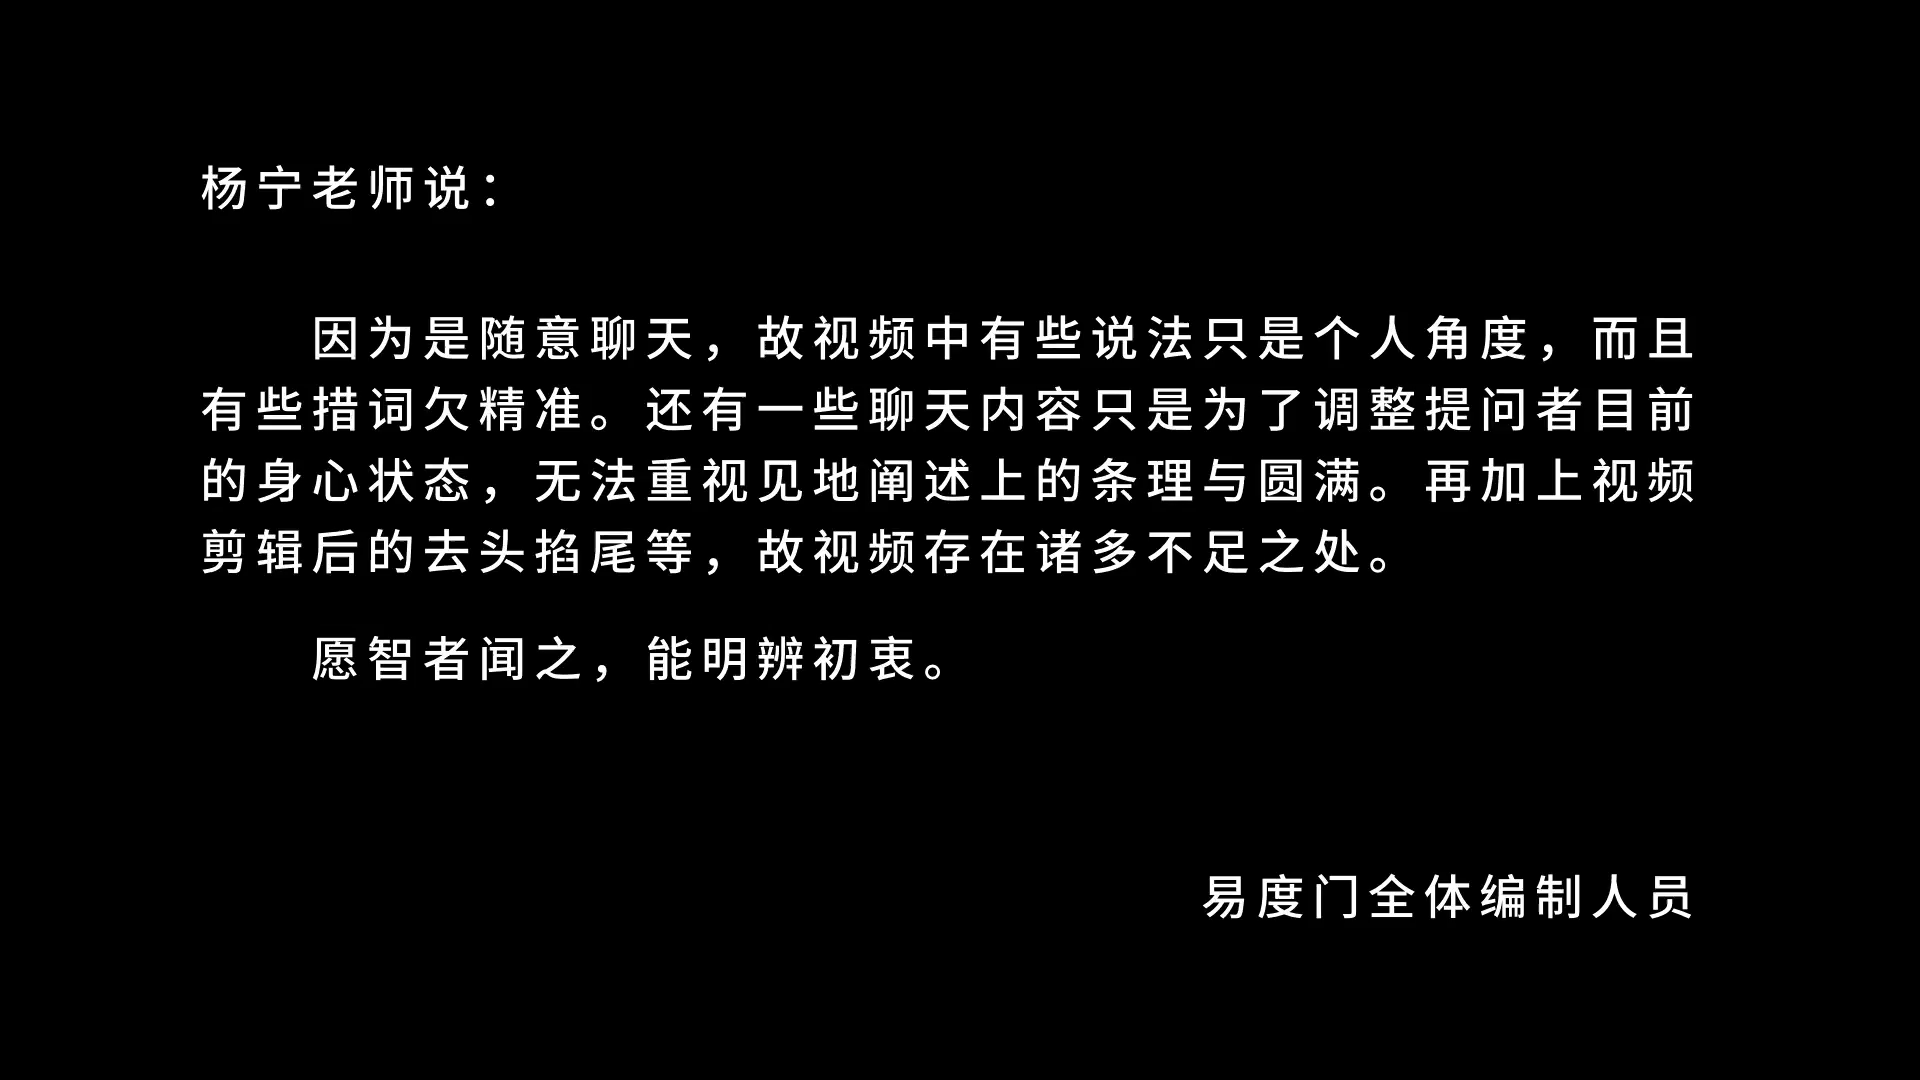 杨宁老师说：
因为是随意聊天，故视频中有些说法只是个人角度，而且
有些措词欠精准。还有一些聊天内容只是为了调整提问者目前
的身心状态，无法重视见地阐述上的条理与圆满。再加上视频
剪辑后的去头掐尾等，故视频存在诸多不足之处。
愿智者闻之，能明辨初衷。
易度门全体编制人员